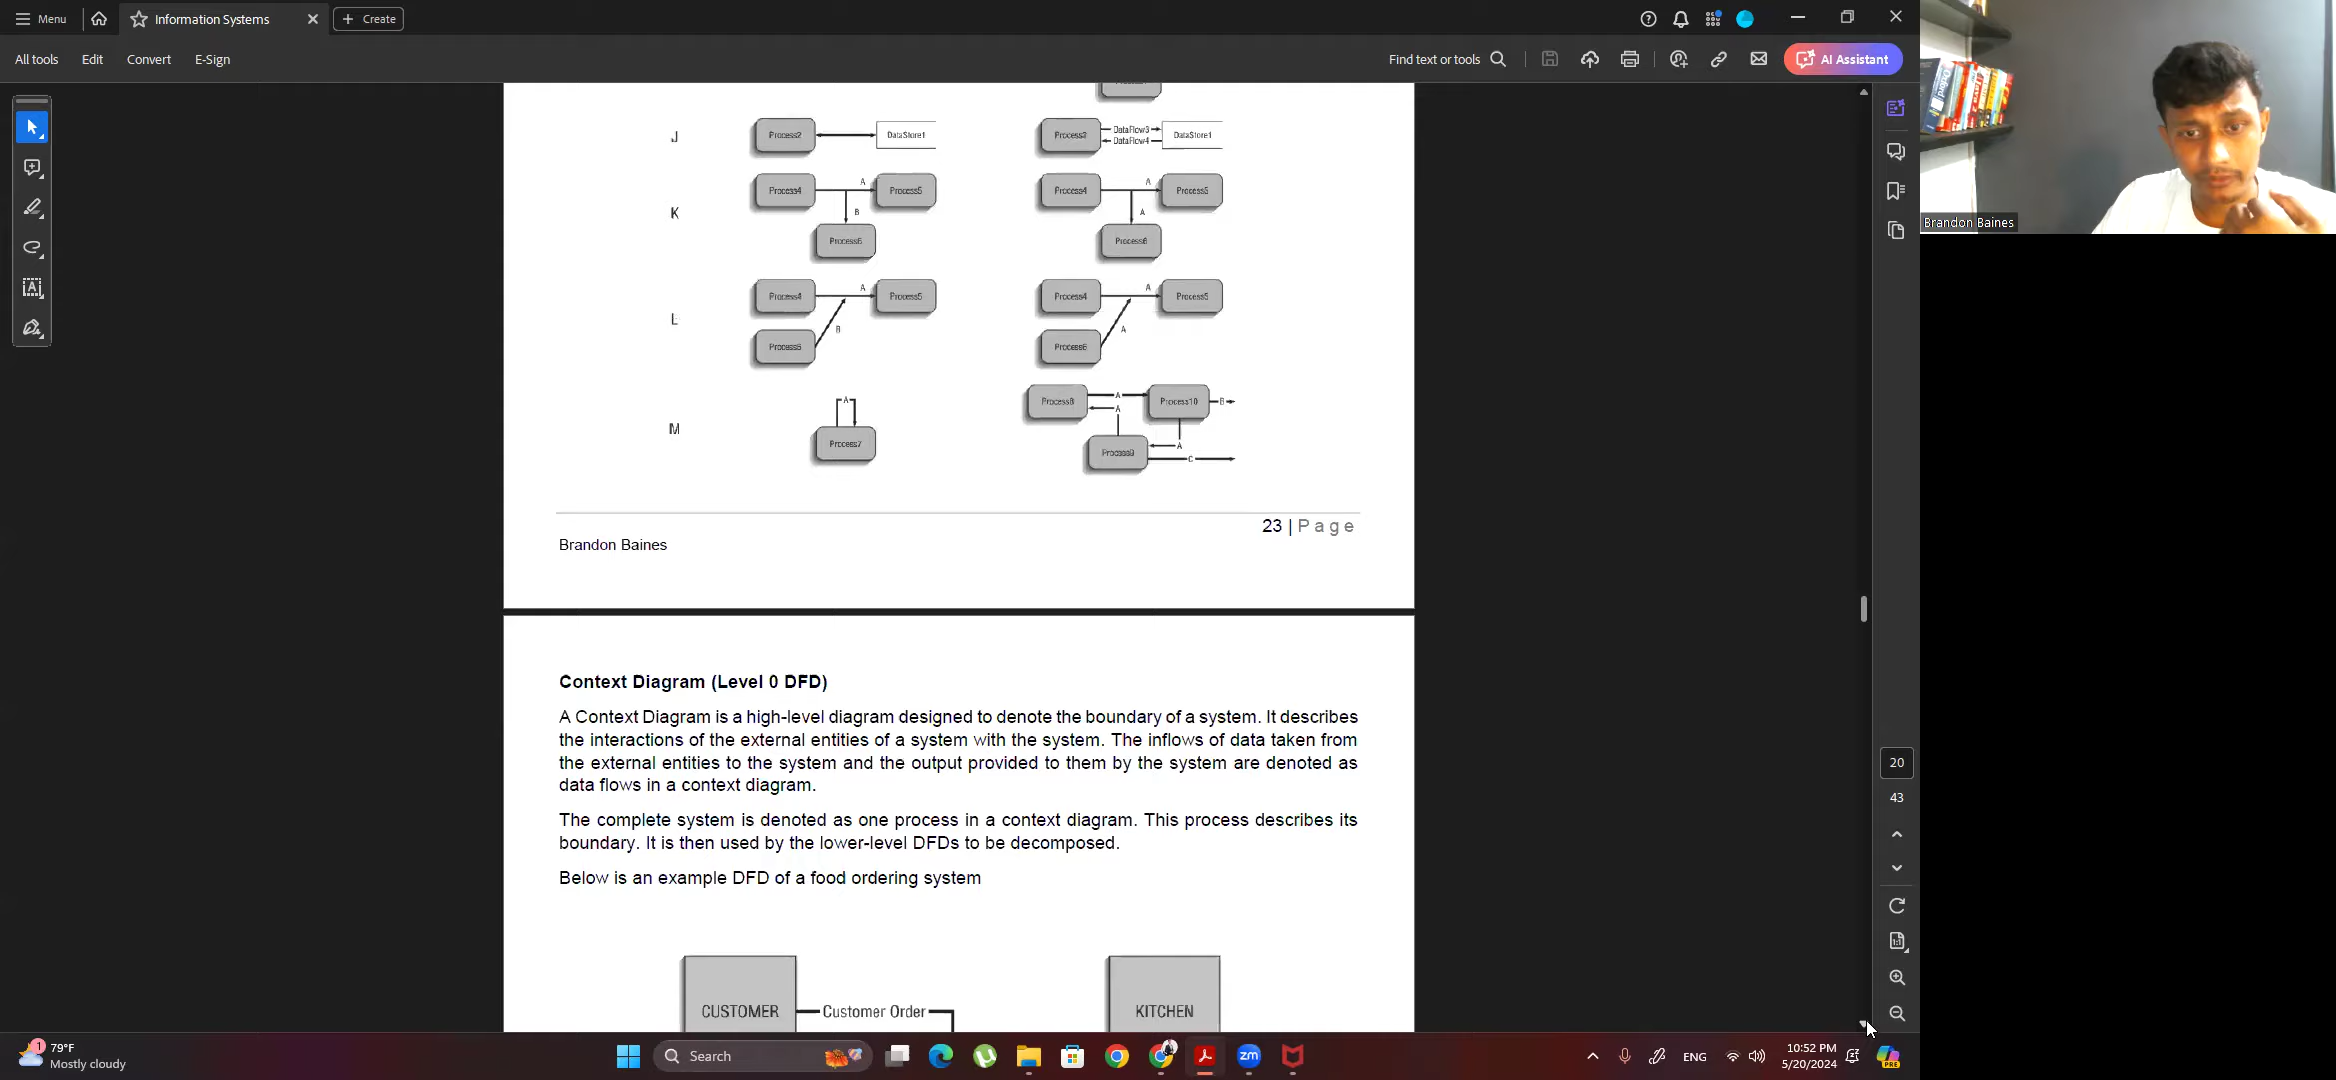 Menu
Information Systems
Create
All tools
Edit
Convert
E-Sign
Find text or tools
AI Assistant
J
Process2
DataStore1
Process2
DataFlow3
DataFlow4
DataStore1
K
Process4
A
Process5
B
Process6
Process4
A
Process5
A
Process6
L
Process4
A
Process5
B
Process6
Process4
A
Process5
A
Process6
M
A
Process7
Process8
A
A
Process10
B
Process9
A
C
23 | Page
Brandon Baines
Context Diagram (Level 0 DFD)
A Context Diagram is a high-level diagram designed to denote the boundary of a system. It describes
the interactions of the external entities of a system with the system. The inflows of data taken from
the external entities to the system and the output provided to them by the system are denoted as
data flows in a context diagram.
The complete system is denoted as one process in a context diagram. This process describes its
boundary. It is then used by the lower-level DFDs to be decomposed.
Below is an example DFD of a food ordering system
CUSTOMER
Customer Order
KITCHEN
20
43
Brandon Baines
Oxford
1
79°F
Mostly cloudy
Search
zm
ENG
10:52 PM
5/20/2024
PRE